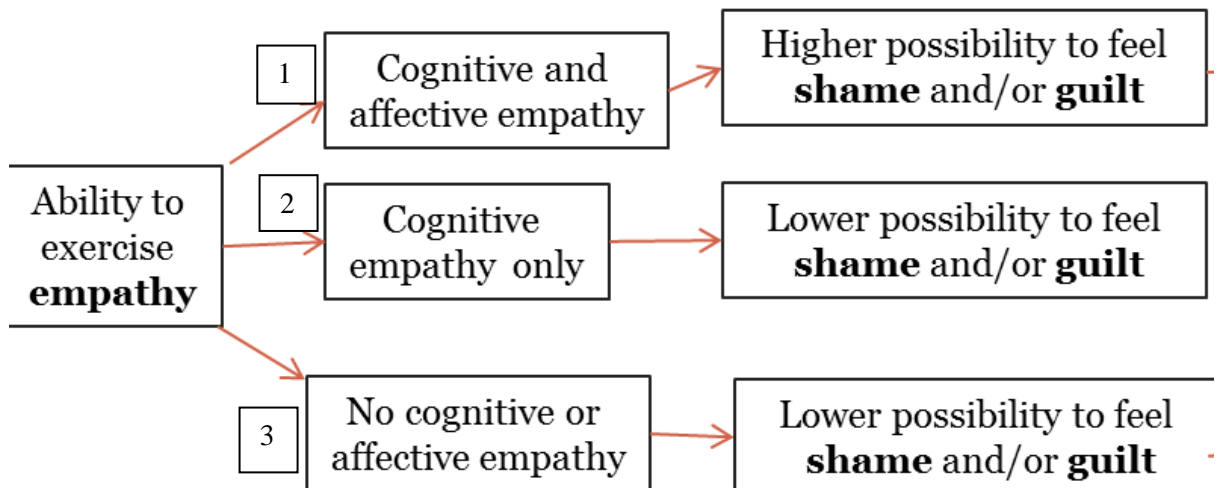 Ability to
exercise
empathy
1
Cognitive and
affective empathy
Higher possibility to feel
shame and/or guilt
2
Cognitive
empathy only
Lower possibility to feel
shame and/or guilt
3
No cognitive or
affective empathy
Lower possibility to feel
shame and/or guilt